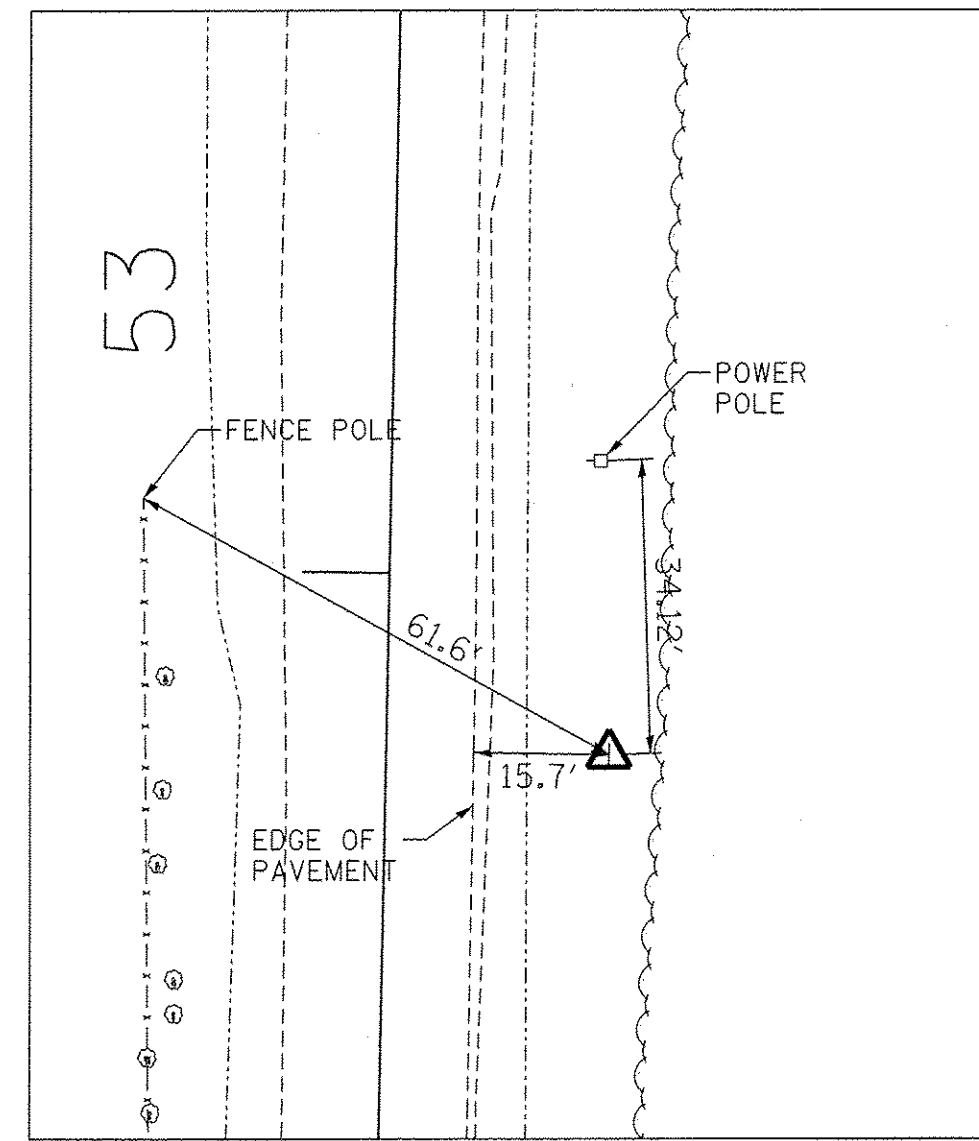 53
FENCE POLE
POWER
POLE
61.6'
34.12'
15.7'
EDGE OF
PAVEMENT